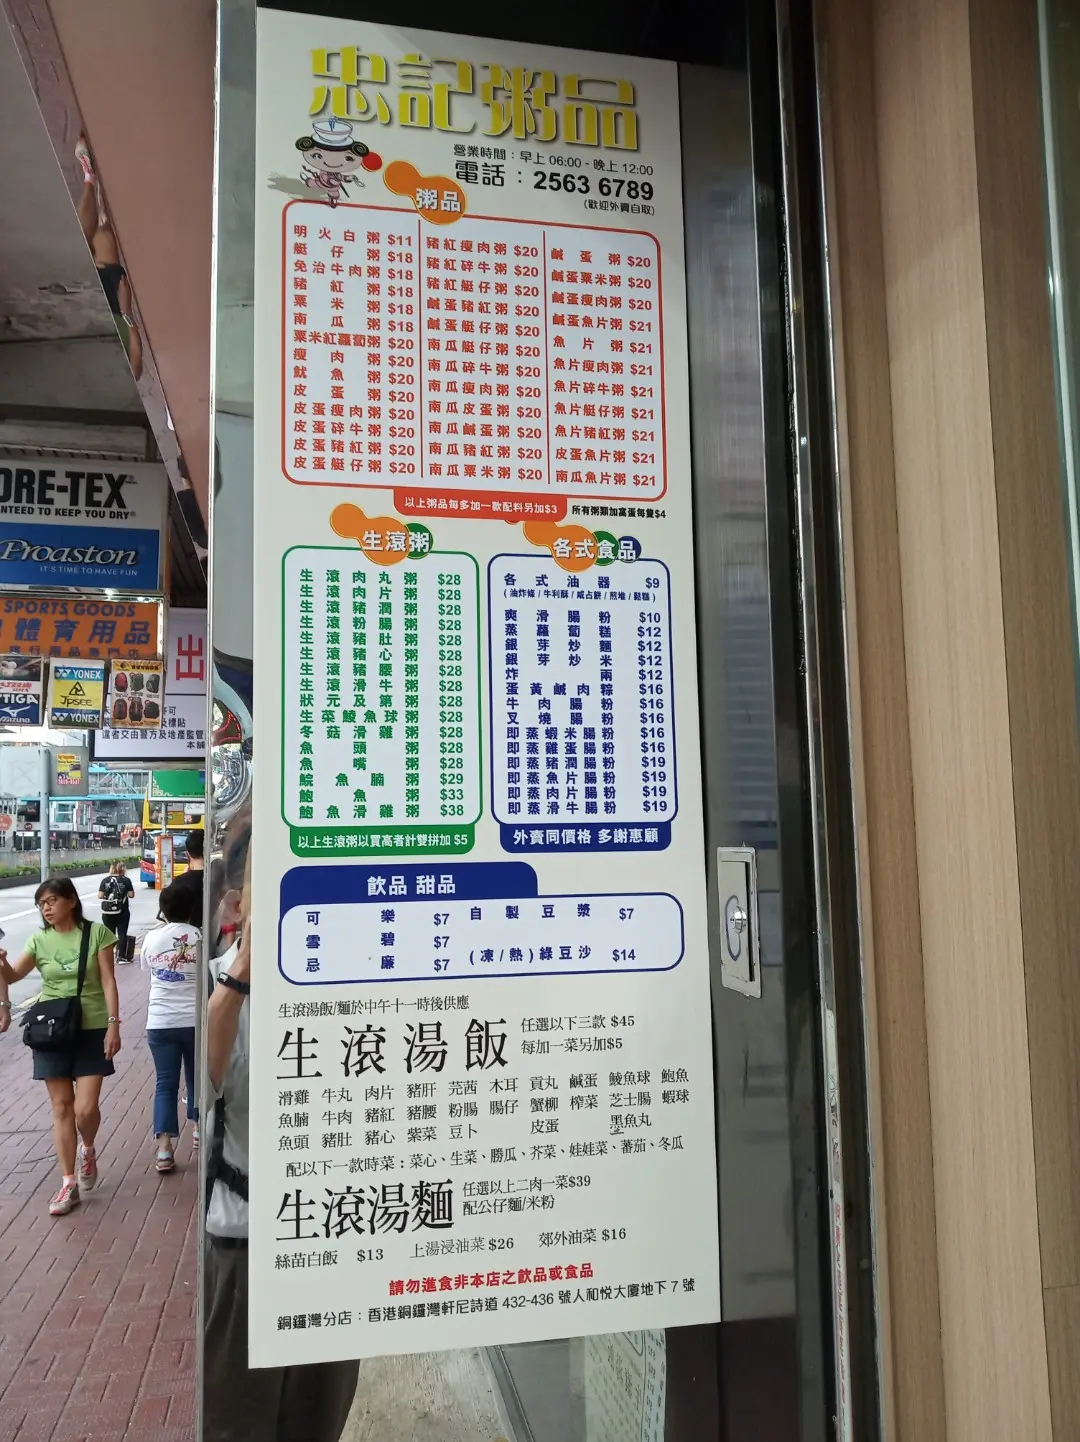 忠記粥品
營業時間：早上 06:00 - 晚上 12:00
電話：2563 6789
(歡迎外賣自取)
粥品
明火白粥 $11
艇仔粥 $18
免治牛肉粥 $18
豬紅粥 $18
粟米粥 $18
南瓜粥 $18
粟米紅蘿蔔粥 $20
瘦肉粥 $20
魷魚粥 $20
皮蛋粥 $20
皮蛋瘦肉粥 $20
皮蛋碎牛粥 $20
皮蛋豬紅粥 $20
皮蛋艇仔粥 $20
豬紅瘦肉粥 $20
豬紅碎牛粥 $20
豬紅艇仔粥 $20
鹹蛋豬紅粥 $20
鹹蛋艇仔粥 $20
南瓜艇仔粥 $20
南瓜碎牛粥 $20
南瓜瘦肉粥 $20
南瓜皮蛋粥 $20
南瓜鹹蛋粥 $20
南瓜豬紅粥 $20
南瓜粟米粥 $20
鹹蛋粥 $20
鹹蛋粟米粥 $20
鹹蛋瘦肉粥 $20
鹹蛋魚片粥 $21
魚片粥 $21
魚片瘦肉粥 $21
魚片碎牛粥 $21
魚片艇仔粥 $21
魚片豬紅粥 $21
皮蛋魚片粥 $21
南瓜魚片粥 $21
以上粥品每多加一款配料另加$3
所有粥類加窩蛋每隻$4
生滾粥
生滾肉丸粥 $28
生滾肉片粥 $28
生滾豬潤粥 $28
生滾粉腸粥 $28
生滾豬肚粥 $28
生滾豬心粥 $28
生滾豬腰粥 $28
生滾滑牛粥 $28
狀元及第粥 $28
生菜鯪魚球粥 $28
冬菇滑雞粥 $28
魚頭粥 $28
魚嘴粥 $28
鯇魚腩粥 $29
鮑魚粥 $33
鮑魚滑雞粥 $38
以上生滾粥以買高者計雙拼加 $5
各式食品
各式油器 $9
(油炸條/牛利酥/咸占餅/煎堆/鬆糕)
爽滑腸粉 $10
蒸蘿蔔糕 $12
銀芽炒麵 $12
銀芽炒米 $12
炸兩 $12
蛋黃鹹肉粽 $16
牛肉腸粉 $16
叉燒腸粉 $16
即蒸蝦米腸粉 $16
即蒸雞蛋腸粉 $16
即蒸豬潤腸粉 $19
即蒸魚片腸粉 $19
即蒸肉片腸粉 $19
即蒸滑牛腸粉 $19
外賣同價格 多謝惠顧
飲品 甜品
可樂 $7
雪碧 $7
忌廉 $7
自製豆漿 $7
(凍/熱)綠豆沙 $14
生滾湯飯/麵於中午十一時後供應
生滾湯飯
任選以下三款 $45
每加一菜另加$5
滑雞 牛丸 肉片 豬肝 芫茜 木耳 貢丸 鹹蛋 鯪魚球 鮑魚
魚腩 牛肉 豬紅 豬腰 粉腸 腸仔 蟹柳 榨菜 芝士腸 蝦球
魚頭 豬肚 豬心 紫菜 豆卜 皮蛋 墨魚丸
配以下一款時菜：菜心、生菜、勝瓜、芥菜、娃娃菜、蕃茄、冬瓜
生滾湯麵
任選以上二肉一菜$39
配公仔麵/米粉
絲苗白飯 $13 上湯浸油菜 $26 郊外油菜 $16
請勿進食非本店之飲品或食品
銅鑼灣分店：香港銅鑼灣軒尼詩道 432-436 號人和悅大廈地下 7 號
ORE-TEX
NTEED TO KEEP YOU DRY
Proaston
IT'S TIME TO HAVE FUN
SPORTS GOODS
體育用品
YONEX
JPSEE
YONEX
TIGA
MIZUNO
出